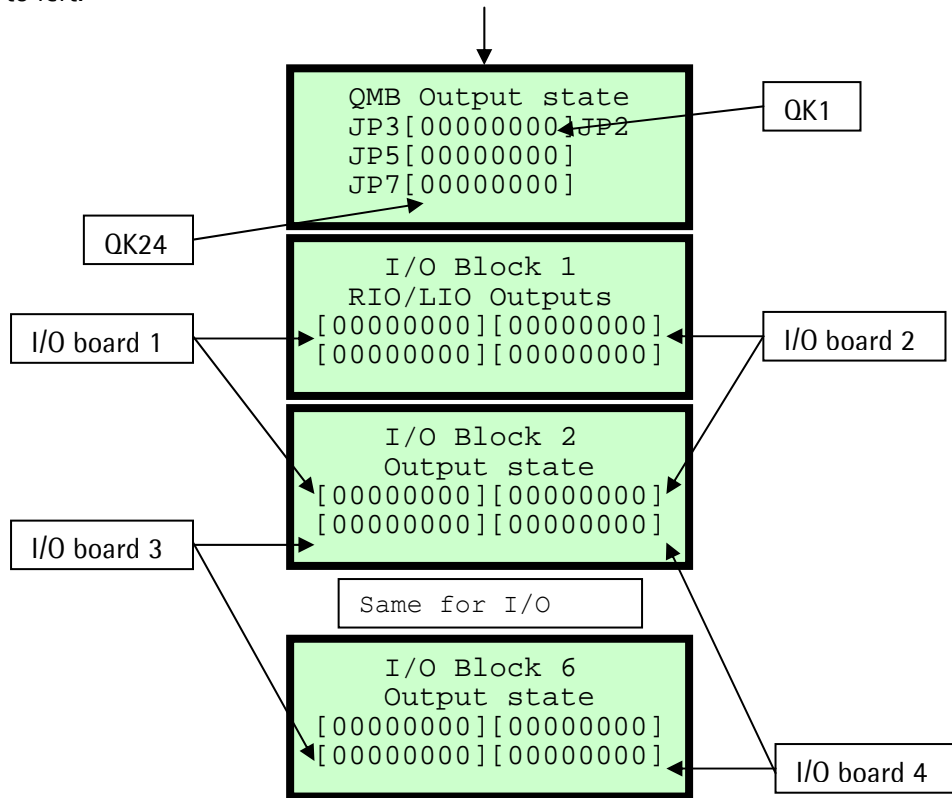 QMB Output state
JP3[00000000]JP2
JP5[00000000]
JP7[00000000]
QK1
QK24
I/O Block 1
RIO/LIO Outputs
[00000000][00000000]
[00000000][00000000]
I/O board 1
I/O board 2
I/O Block 2
Output state
[00000000][00000000]
[00000000][00000000]
I/O board 3
Same for I/O
I/O Block 6
Output state
[00000000][00000000]
[00000000][00000000]
I/O board 4